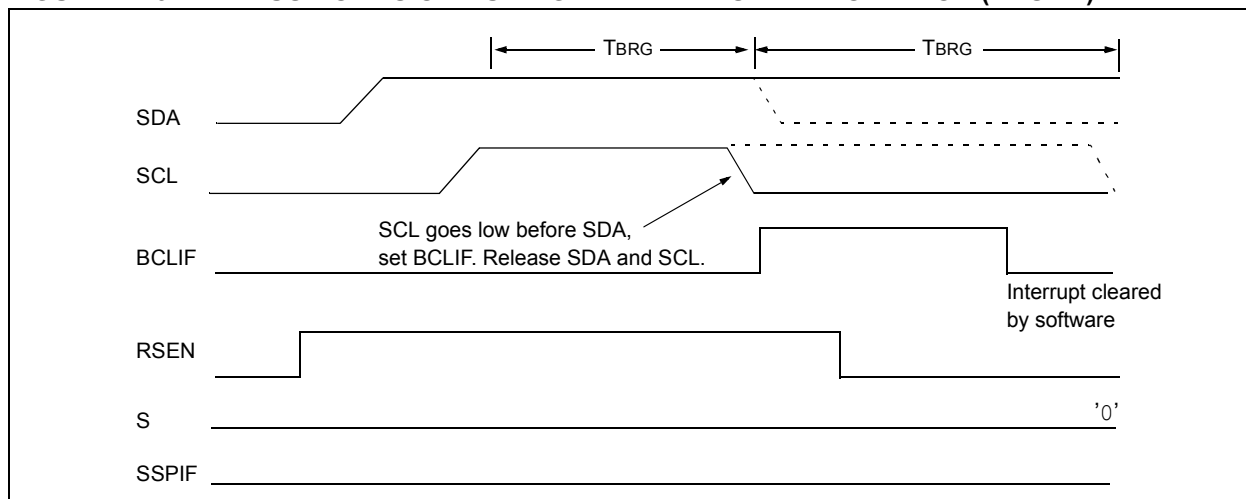 TBRG TBRG
SDA
SCL
SCL goes low before SDA,
set BCLIF. Release SDA and SCL.
BCLIF
Interrupt cleared
by software
RSEN
S '0'
SSPIF